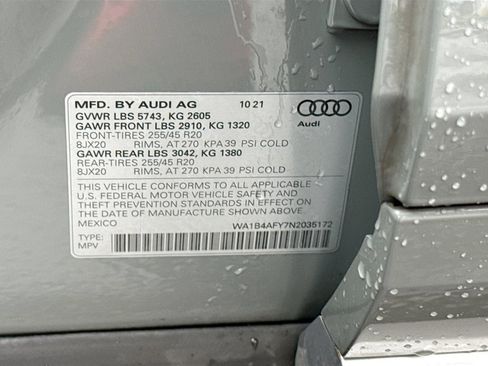 MFD. BY AUDI AG 10 21
GVWR LBS 5743, KG 2605
GAWR FRONT LBS 2910, KG 1320
FRONT-TIRES 255/45 R20
8JX20 RIMS, AT 270 KPA 39 PSI COLD
GAWR REAR LBS 3042, KG 1380
REAR-TIRES 255/45 R20
8JX20 RIMS, AT 270 KPA 39 PSI COLD
Audi
THIS VEHICLE CONFORMS TO ALL APPLICABLE
U.S. FEDERAL MOTOR VEHICLE SAFETY AND
THEFT PREVENTION STANDARDS IN EFFECT ON
THE DATE OF MANUFACTURE SHOWN ABOVE.
MEXICO WA1B4AFY7N2035172
TYPE:
MPV